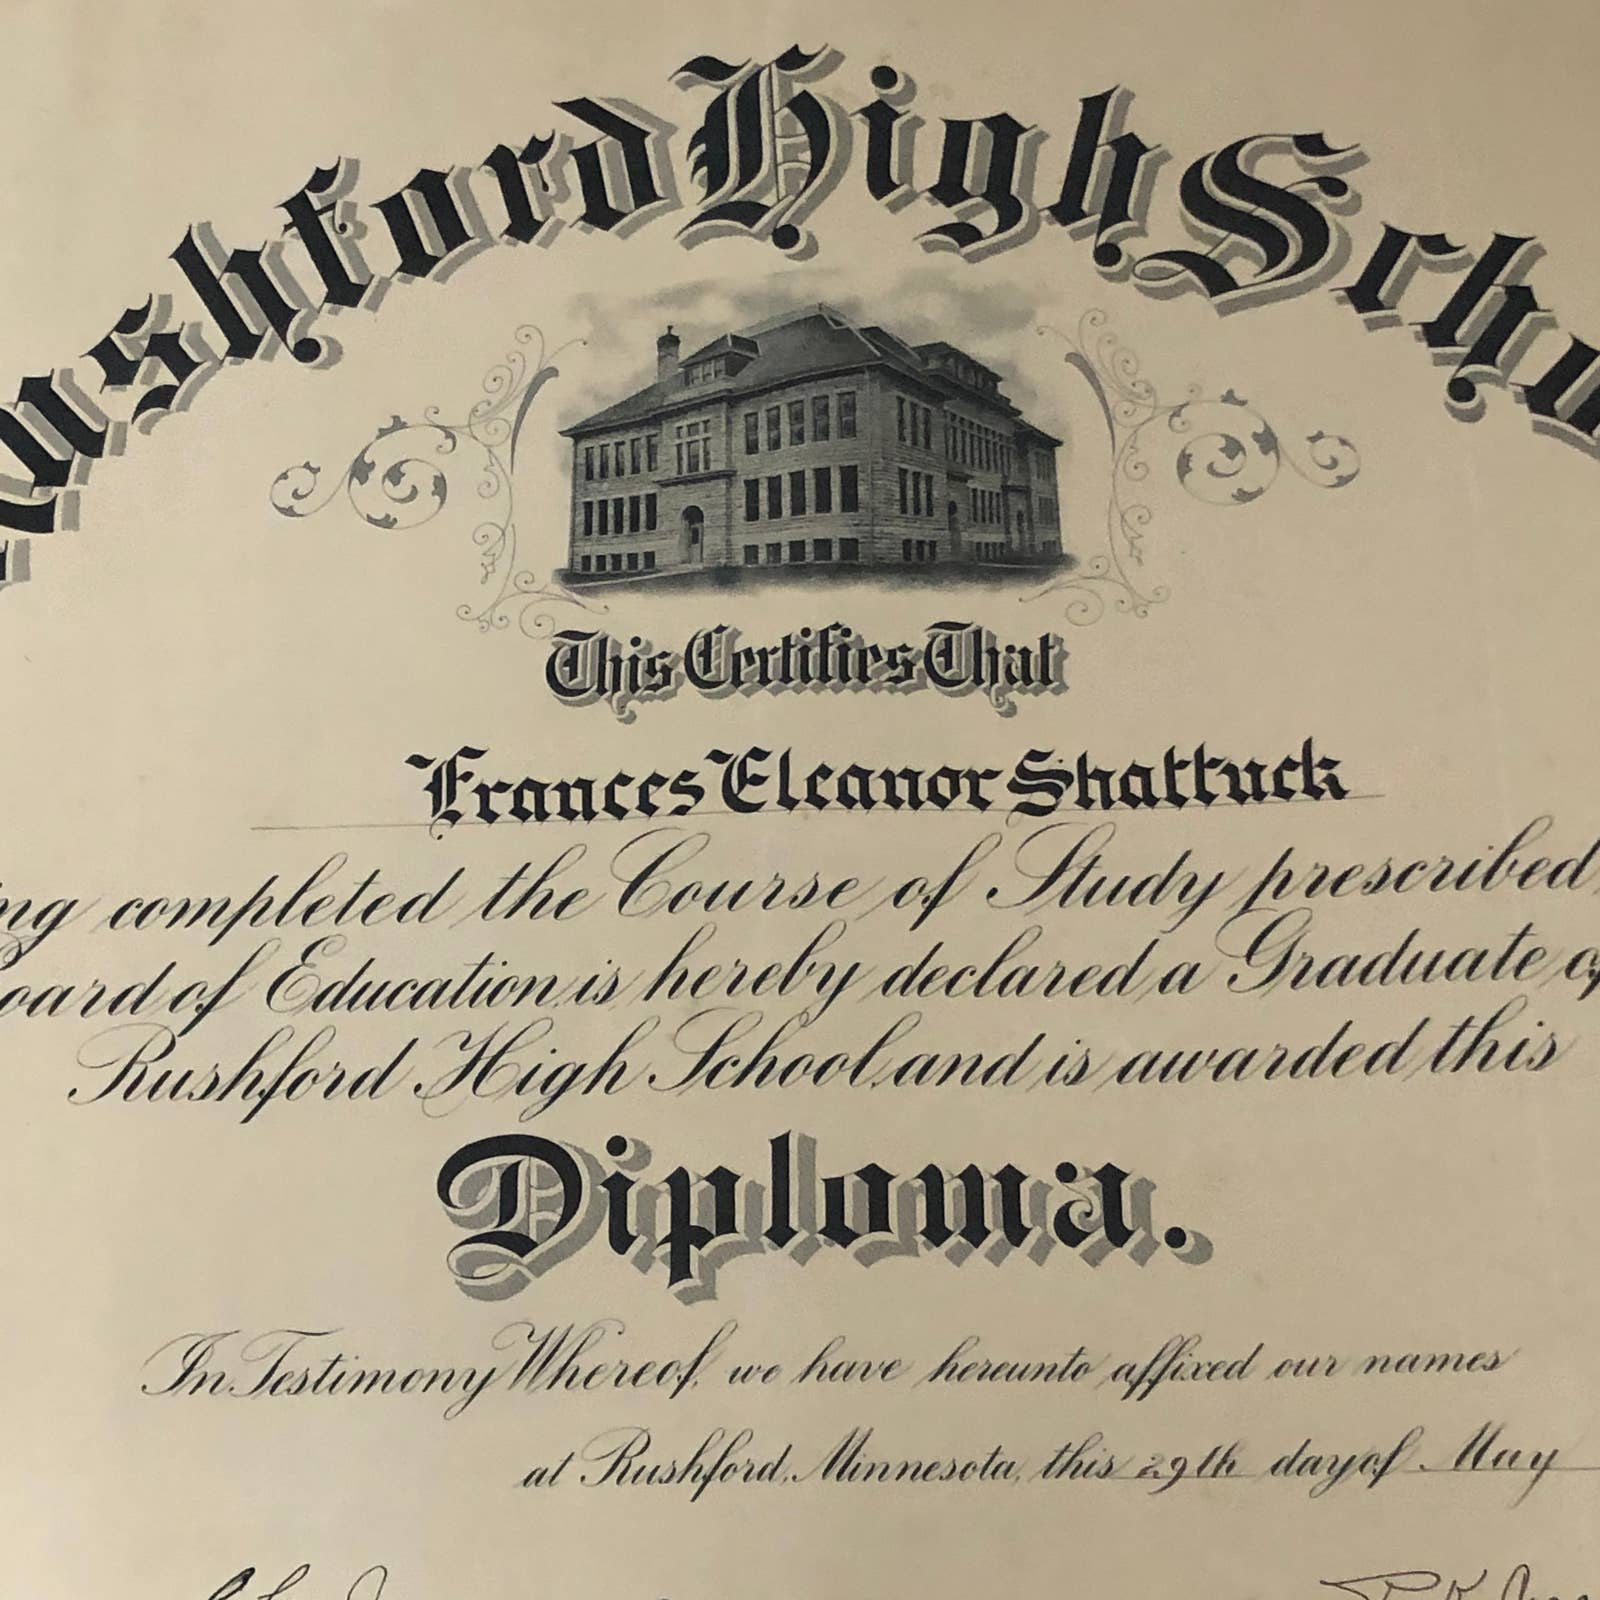 ushford High Scho
This Certifies That
Frances Eleanor Shattuck
ng completed the Course of Study prescribed
oard of Education is hereby declared a Graduate of
Rushford High School and is awarded this
Diploma.
In Testimony Whereof, we have hereunto affixed our names
at Rushford, Minnesota, this 29th day of May